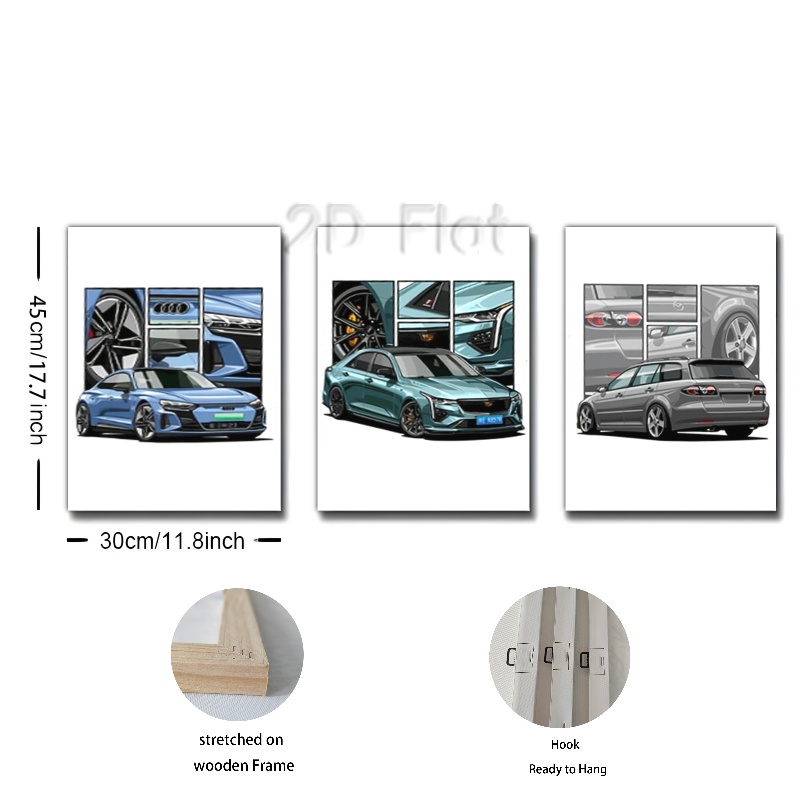 2D Flat
45cm/17.7inch
30cm/11.8inch
stretched on
wooden Frame
Hook
Ready to Hang